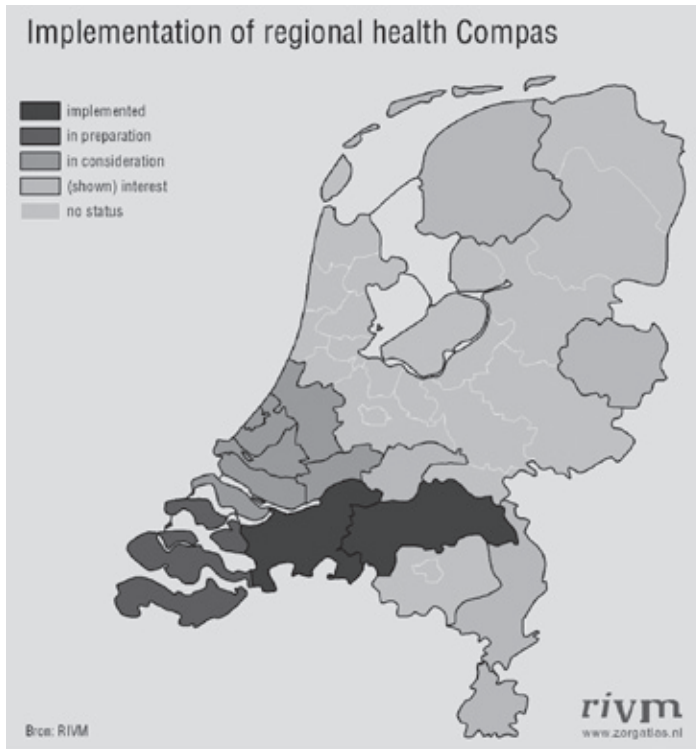 Implementation of regional health Compas
implemented
in preparation
in consideration
(shown) interest
no status
Bron: RIVM
rivm
www.zorgatlas.nl